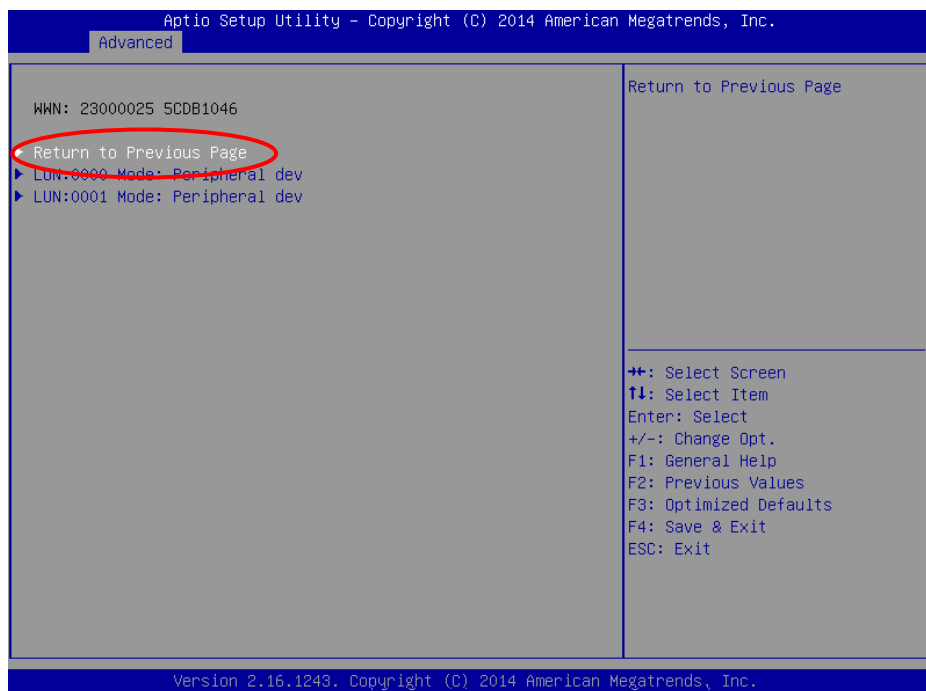 Aptio Setup Utility – Copyright (C) 2014 American Megatrends, Inc.
Advanced
WWN: 23000025 5CDB1046
Return to Previous Page
LUN:0000 Mode: Peripheral dev
LUN:0001 Mode: Peripheral dev
Return to Previous Page
→←: Select Screen
↑↓: Select Item
Enter: Select
+/-: Change Opt.
F1: General Help
F2: Previous Values
F3: Optimized Defaults
F4: Save & Exit
ESC: Exit
Version 2.16.1243. Copyright (C) 2014 American Megatrends, Inc.